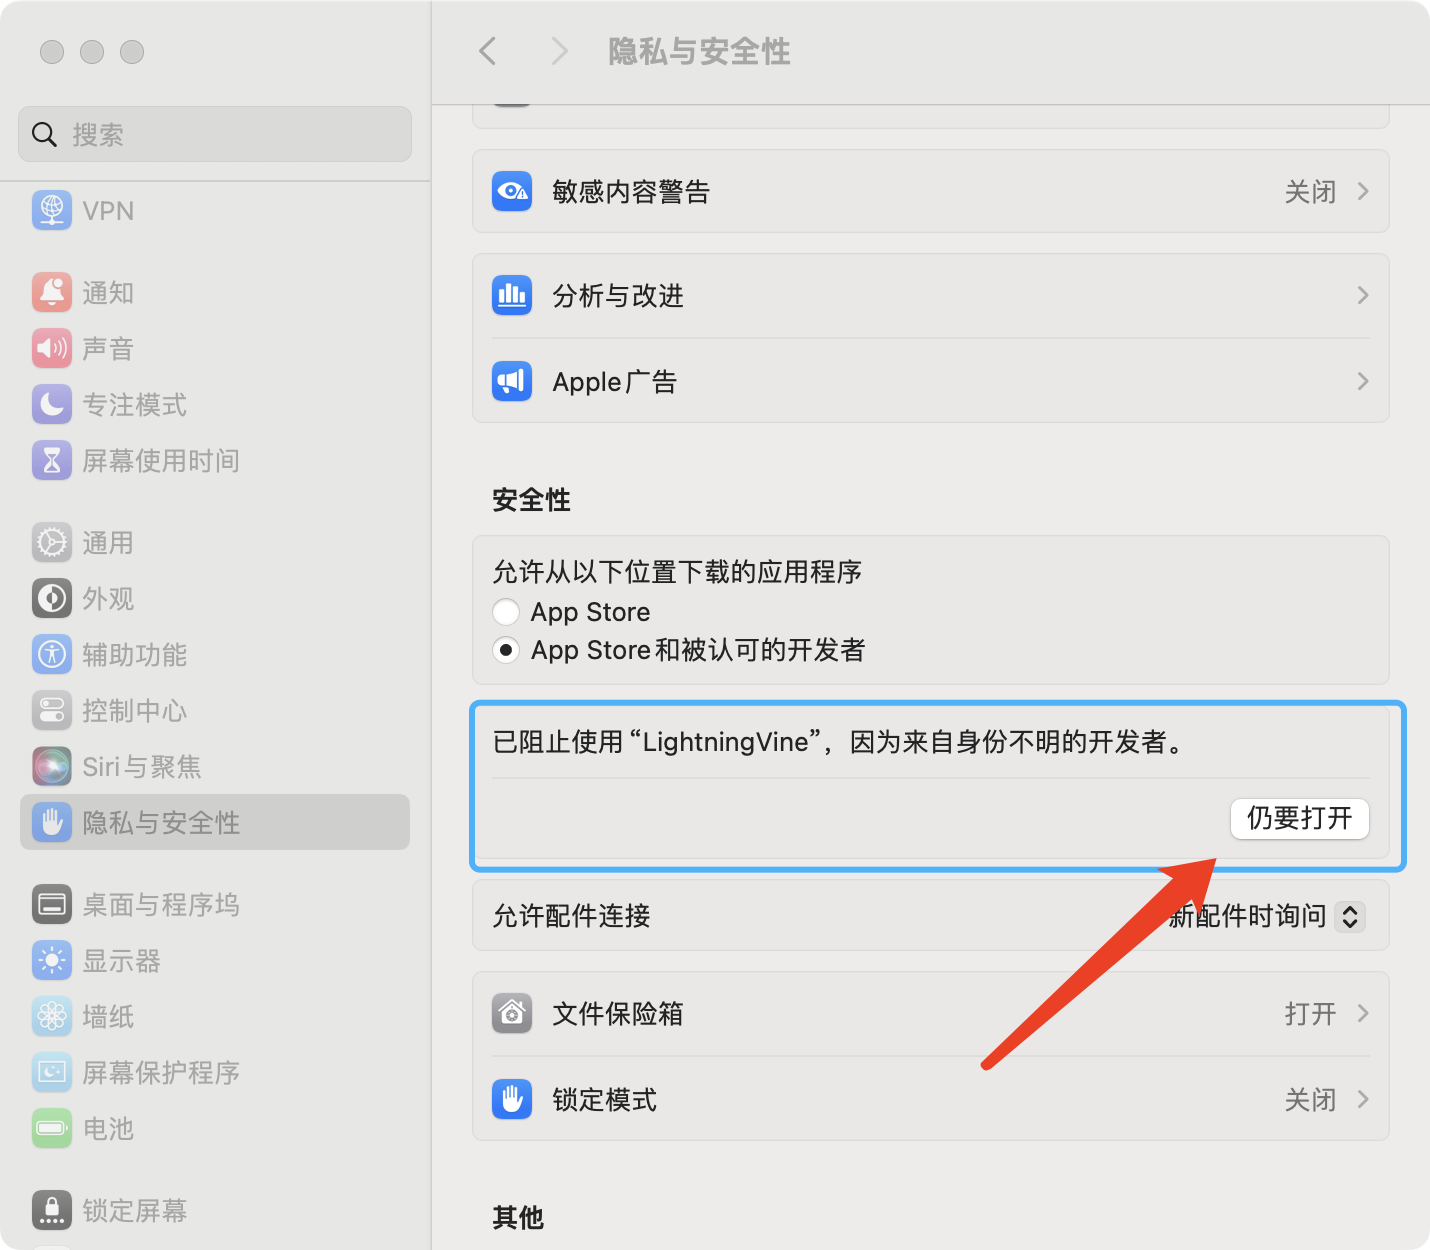 隐私与安全性
搜索
VPN
通知
声音
专注模式
屏幕使用时间
通用
外观
辅助功能
控制中心
Siri与聚焦
隐私与安全性
桌面与程序坞
显示器
墙纸
屏幕保护程序
电池
锁定屏幕
敏感内容警告 关闭
分析与改进
Apple广告
安全性
允许从以下位置下载的应用程序
App Store
App Store和被认可的开发者
已阻止使用“LightningVine”，因为来自身份不明的开发者。
仍要打开
允许配件连接 新配件时询问
文件保险箱 打开
锁定模式 关闭
其他